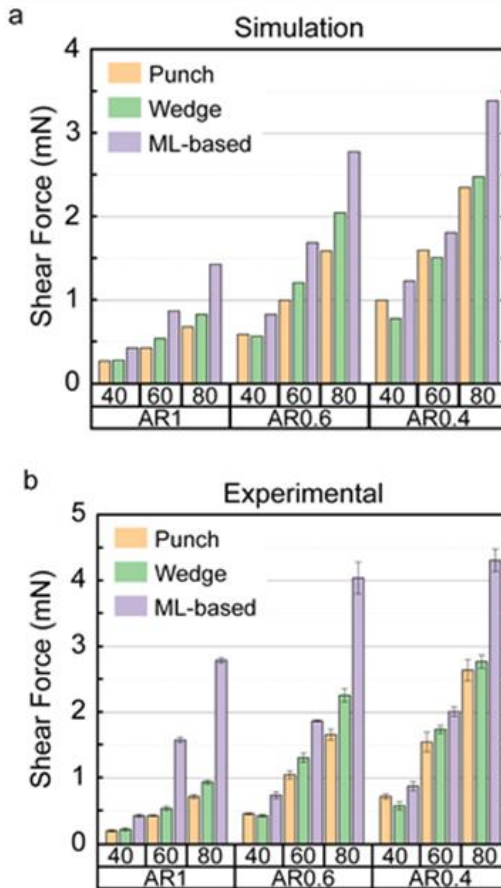 a
Simulation
Punch
Wedge
ML-based
Shear Force (mN)
4
3
2
1
0
40 60 80 40 60 80 40 60 80
AR1 AR0.6 AR0.4
b
Experimental
Punch
Wedge
ML-based
Shear Force (mN)
5
4
3
2
1
0
40 60 80 40 60 80 40 60 80
AR1 AR0.6 AR0.4